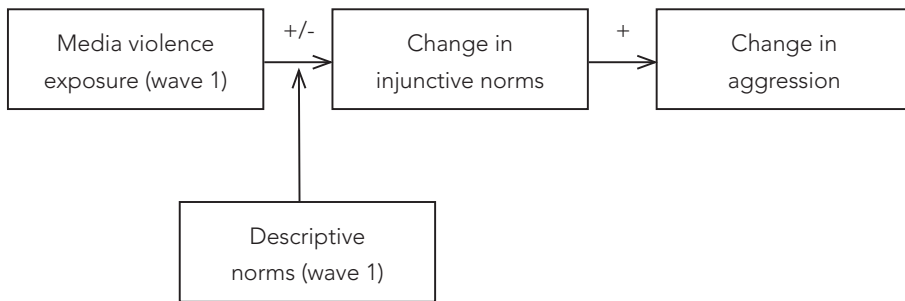 Media violence
exposure (wave 1)
+/-
Change in
injunctive norms
+
Change in
aggression
Descriptive
norms (wave 1)